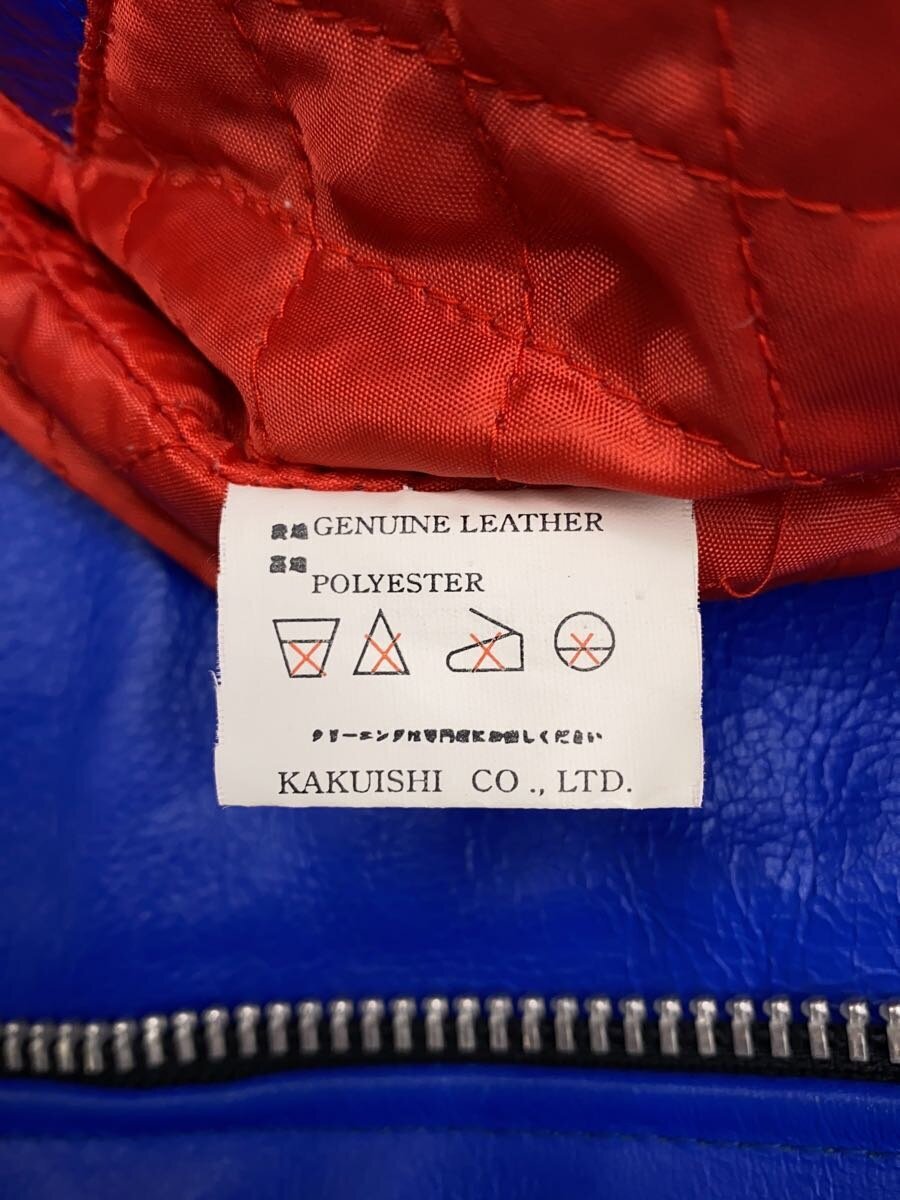 GENUINE LEATHER
POLYESTER
クリーニングは専門店にお出しください
KAKUISHI CO., LTD.